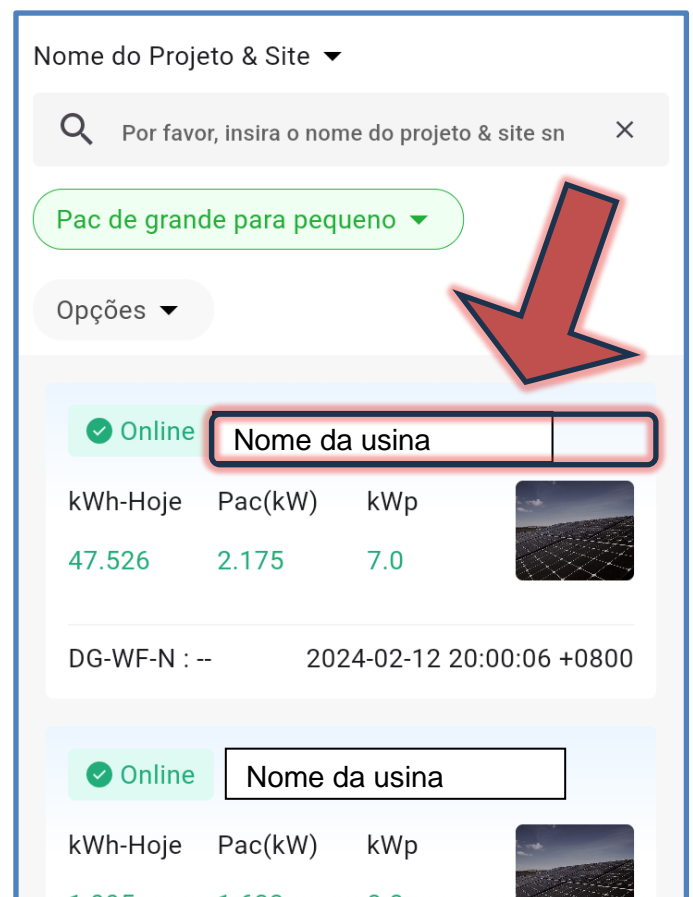 Nome do Projeto & Site
Por favor, insira o nome do projeto & site sn
Pac de grande para pequeno
Opções
Online Nome da usina
kWh-Hoje Pac(kW) kWp
47.526 2.175 7.0
DG-WF-N : -- 2024-02-12 20:00:06 +0800
Online Nome da usina
kWh-Hoje Pac(kW) kWp